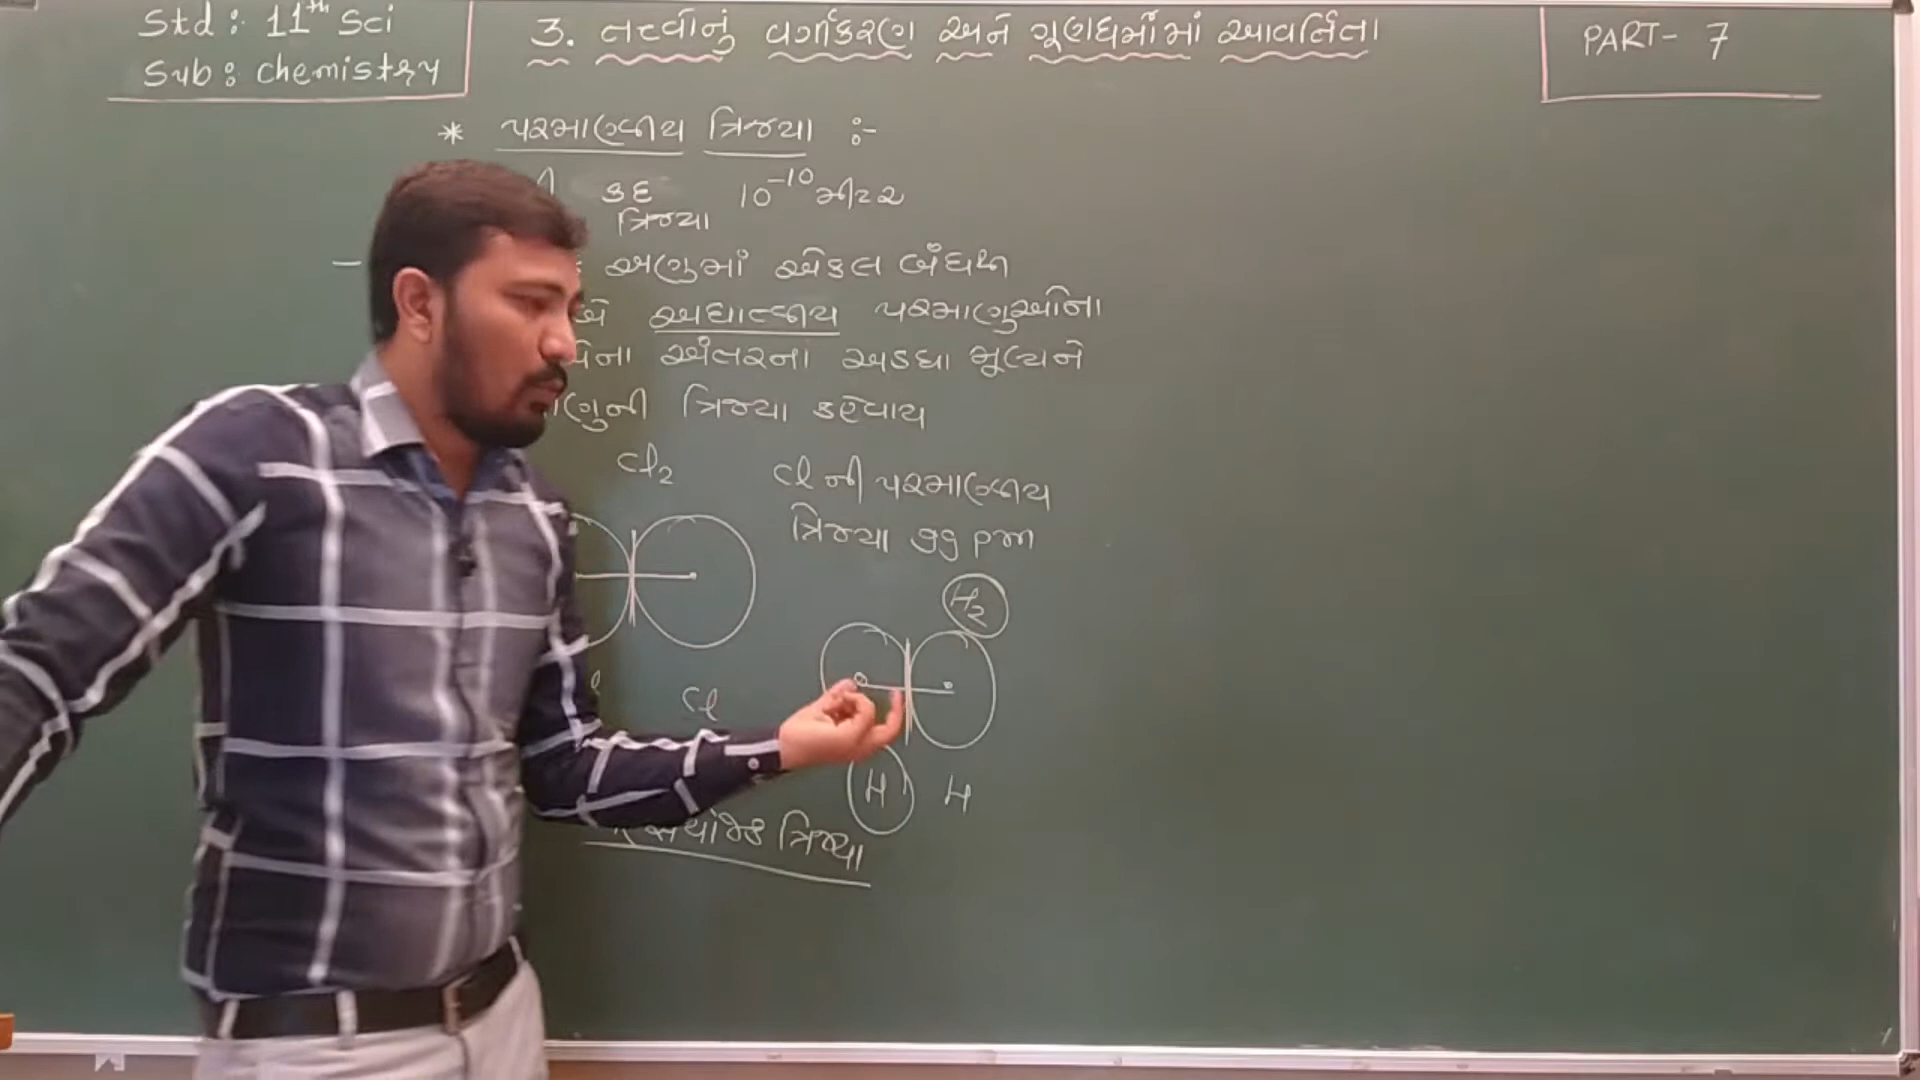 Std : 11th Sci
Sub : chemistry
3. તત્ત્વોનું વર્ગીકરણ અને ગુણધર્મોમાં આવર્તિતા
PART- 7
* પરમાણ્વીય ત્રિજ્યા :-
કદ 10⁻¹⁰ મીટર
ત્રિજ્યા
- અણુમાં એકલ બંધથી
અધાત્વીય પરમાણુઓના
અંતરના અડધા મૂલ્યને
ત્રિજ્યા કહેવાય
Cl₂
Cl ની પરમાણ્વીય
ત્રિજ્યા 99 pm
H₂
Cl
H H
ત્રિજ્યા